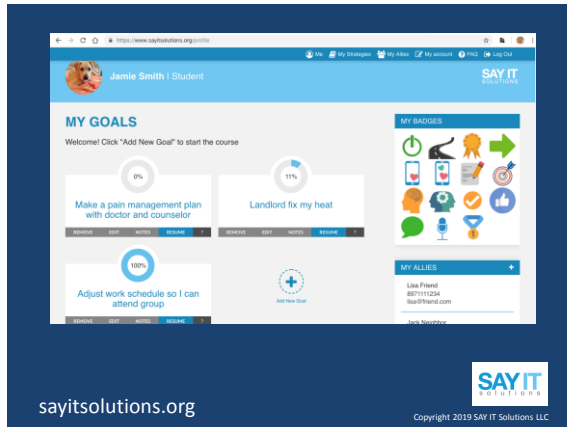 https://www.sayitsolutions.org/profile
Me My Strategies My Allies My account FAQ Log Out
Jamie Smith | Student
SAY IT
SOLUTIONS
MY GOALS
Welcome! Click "Add New Goal" to start the course
0%
Make a pain management plan
with doctor and counselor
REMOVE EDIT NOTES RESUME ?
11%
Landlord fix my heat
REMOVE EDIT NOTES RESUME ?
100%
Adjust work schedule so I can
attend group
REMOVE EDIT NOTES RESUME ?
Add New Goal
MY BADGES
MY ALLIES +
Lisa Friend
8971111234
lisa@friend.com
Jack Neighbor
sayitsolutions.org
SAY IT
solutions
Copyright 2019 SAY IT Solutions LLC